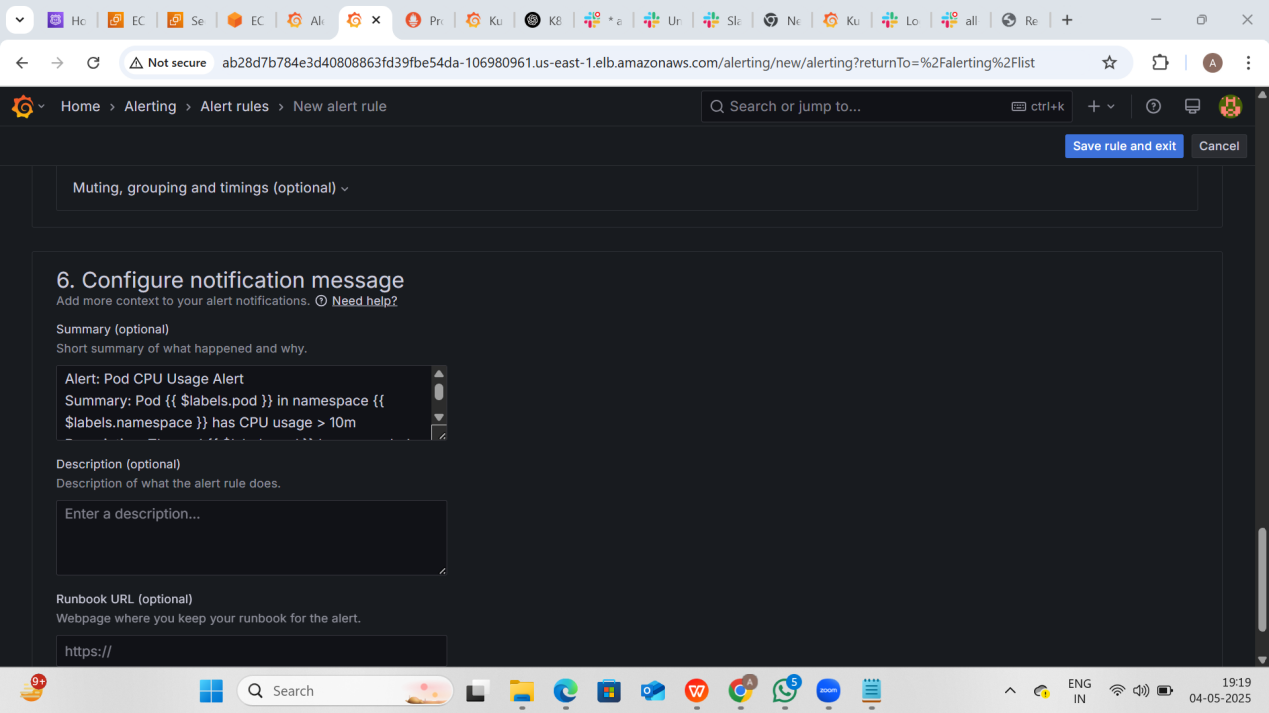 Ho
EC
Se
EC
Ale
Pro
Ku
K8
* a
Un
Sla
Ne
Ku
Lo
all
Re
Not secure
ab28d7b784e3d40808863fd39fbe54da-106980961.us-east-1.elb.amazonaws.com/alerting/new/alerting?returnTo=%2Falerting%2Flist
A
Home › Alerting › Alert rules › New alert rule
Search or jump to...
ctrl+k
Save rule and exit
Cancel
Muting, grouping and timings (optional)
6. Configure notification message
Add more context to your alert notifications. Need help?
Summary (optional)
Short summary of what happened and why.
Alert: Pod CPU Usage Alert
Summary: Pod {{ $labels.pod }} in namespace {{
$labels.namespace }} has CPU usage > 10m
Description (optional)
Description of what the alert rule does.
Enter a description...
Runbook URL (optional)
Webpage where you keep your runbook for the alert.
https://
9+
Search
A
5
zoom
ENG
IN
19:19
04-05-2025